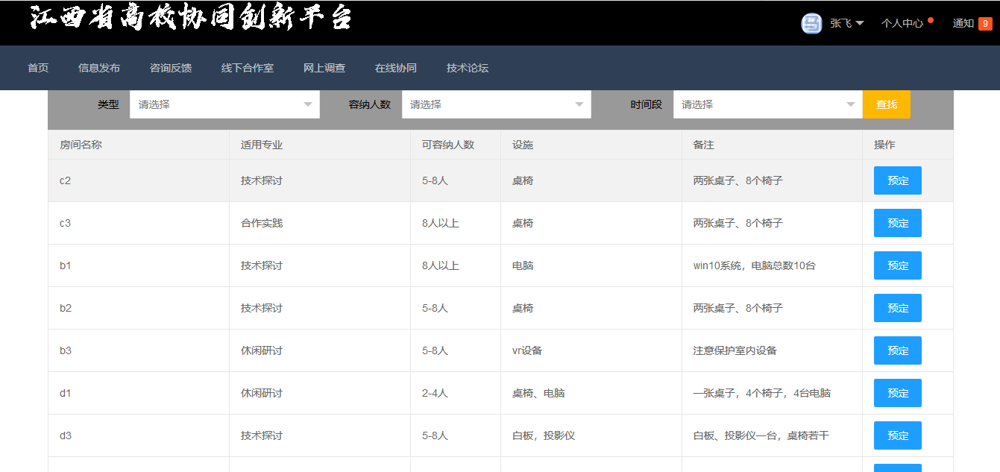 江西省高校协同创新平台
张飞 个人中心 通知 9
首页 信息发布 咨询反馈 线下合作室 网上调查 在线协同 技术论坛
类型 请选择 容纳人数 请选择 时间段 请选择 查找
房间名称 适用专业 可容纳人数 设施 备注 操作
c2 技术探讨 5-8人 桌椅 两张桌子、8个椅子 预定
c3 合作实践 8人以上 桌椅 两张桌子、8个椅子 预定
b1 技术探讨 8人以上 电脑 win10系统，电脑总数10台 预定
b2 技术探讨 5-8人 桌椅 两张桌子、8个椅子 预定
b3 休闲研讨 5-8人 vr设备 注意保护室内设备 预定
d1 休闲研讨 2-4人 桌椅、电脑 一张桌子，4个椅子，4台电脑 预定
d3 技术探讨 5-8人 白板，投影仪 白板、投影仪一台，桌椅若干 预定